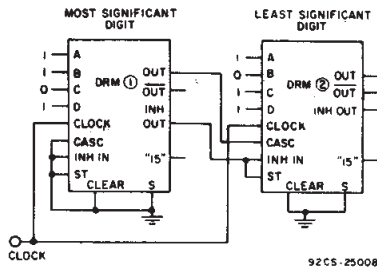 MOST SIGNIFICANT
DIGIT
1 A
1 B
0 C
1 D
CLOCK
CASC
INH IN
ST
CLEAR S
DRM 1
OUT
OUT
INH
OUT
"15"
LEAST SIGNIFICANT
DIGIT
1 A
0 B
1 C
1 D
CLOCK
CASC
INH IN
ST
CLEAR S
DRM 2
OUT
OUT
INH OUT
"15"
CLOCK
92CS-25008